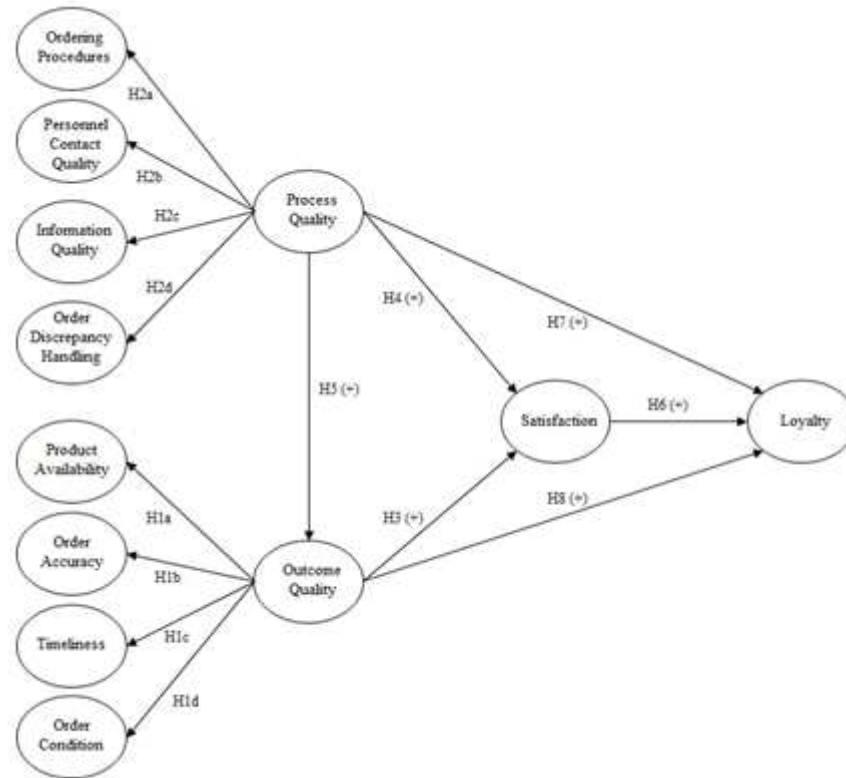 Ordering
Procedures
H2a
Personnel
Contact
Quality
H2b
Process
Quality
H2c
Information
Quality
H2d
H4 (+)
Order
Discrepancy
Handling
H7 (+)
H5 (+)
H6 (+)
Satisfaction
Loyalty
Product
Availability
H8 (+)
H1a
H3 (+)
Order
Accuracy
H1b
Outcome
Quality
H1c
Timeliness
H1d
Order
Condition